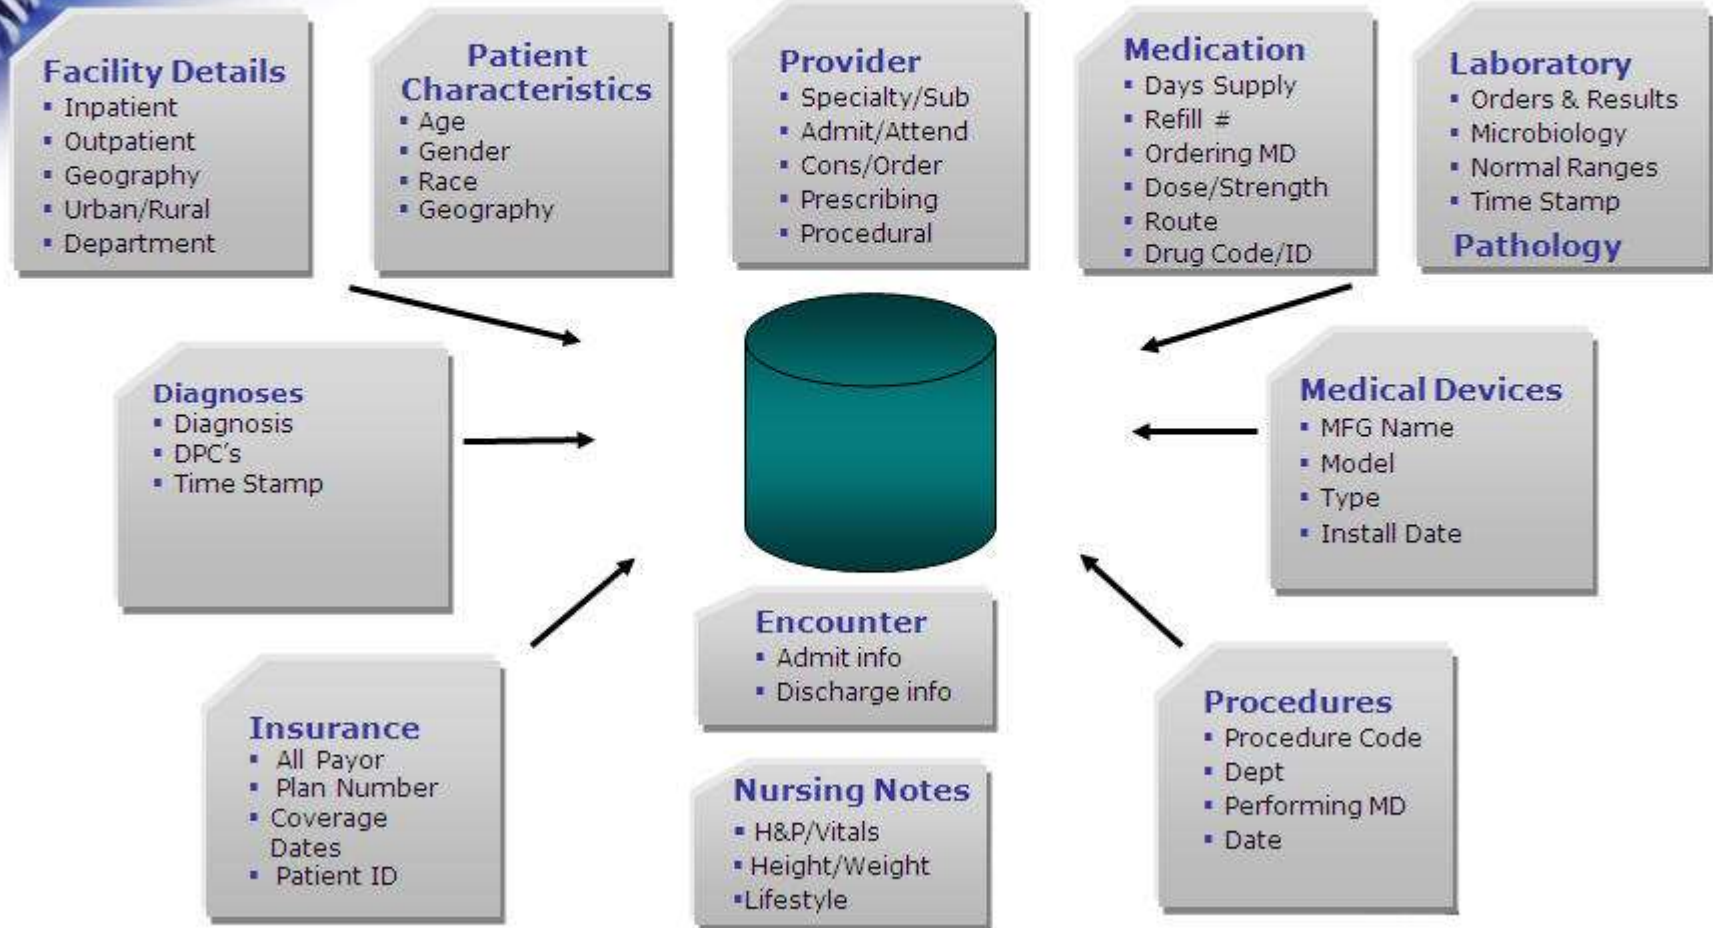 Facility Details
▪ Inpatient
▪ Outpatient
▪ Geography
▪ Urban/Rural
▪ Department
Patient
Characteristics
▪ Age
▪ Gender
▪ Race
▪ Geography
Provider
▪ Specialty/Sub
▪ Admit/Attend
▪ Cons/Order
▪ Prescribing
▪ Procedural
Medication
▪ Days Supply
▪ Refill #
▪ Ordering MD
▪ Dose/Strength
▪ Route
▪ Drug Code/ID
Laboratory
▪ Orders & Results
▪ Microbiology
▪ Normal Ranges
▪ Time Stamp
Pathology
Diagnoses
▪ Diagnosis
▪ DPC's
▪ Time Stamp
Medical Devices
▪ MFG Name
▪ Model
▪ Type
▪ Install Date
Insurance
▪ All Payor
▪ Plan Number
▪ Coverage
Dates
▪ Patient ID
Encounter
▪ Admit info
▪ Discharge info
Nursing Notes
▪ H&P/Vitals
▪ Height/Weight
▪Lifestyle
Procedures
▪ Procedure Code
▪ Dept
▪ Performing MD
▪ Date